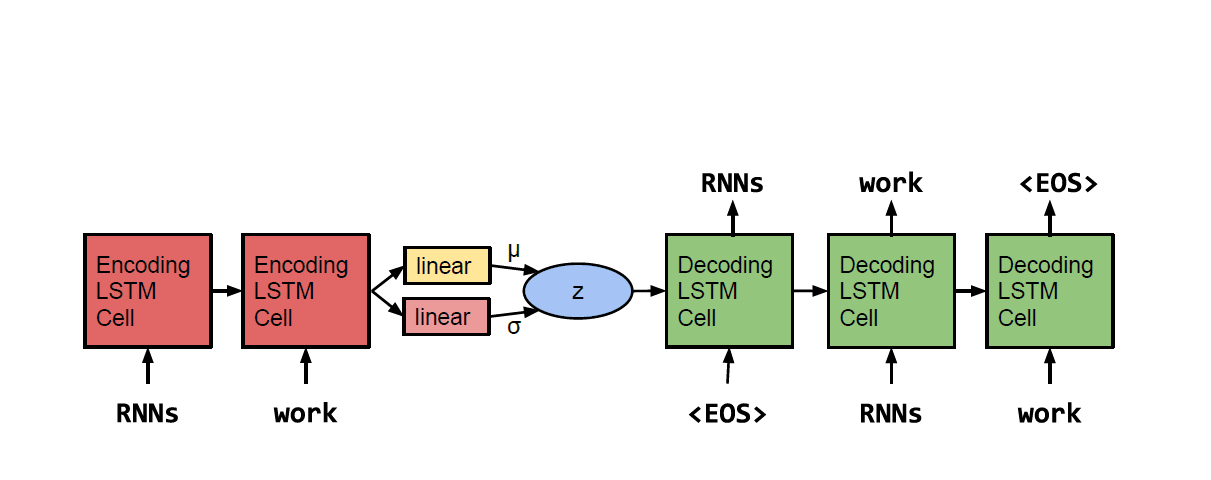 RNNs
work
<EOS>
Encoding
LSTM
Cell
Encoding
LSTM
Cell
linear
linear
μ
σ
z
Decoding
LSTM
Cell
Decoding
LSTM
Cell
Decoding
LSTM
Cell
RNNs
work
<EOS>
RNNs
work